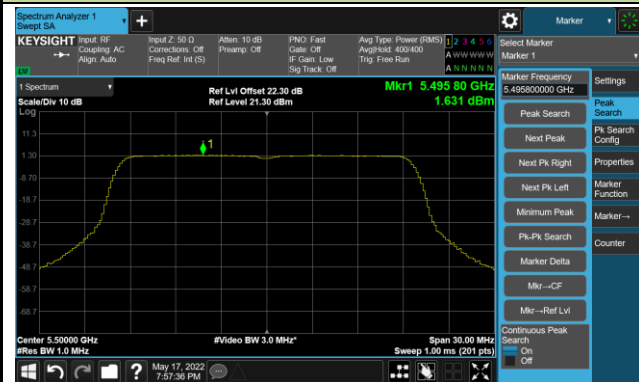 Spectrum Analyzer 1
Swept SA
Marker
KEYSIGHT
Input: RF
Coupling: AC
Align: Auto
Input Z: 50 Ω
Corrections: Off
Freq Ref: Int (S)
Atten: 10 dB
Preamp: Off
PNO: Fast
Gate: Off
IF Gain: Low
Sig Track: Off
Avg Type: Power (RMS)
Avg|Hold: 400/400
Trig: Free Run
1 2 3 4 5 6
A W W W W W
A N N N N N
LXI
Select Marker
Marker 1
1 Spectrum
Scale/Div 10 dB
Log
Ref Lvl Offset 22.30 dB
Ref Level 21.30 dBm
Mkr1 5.495 80 GHz
1.631 dBm
Marker Frequency
5.495800000 GHz
Settings
Peak Search
Next Peak
Next Pk Right
Next Pk Left
Minimum Peak
Pk-Pk Search
Marker Delta
Mkr→CF
Mkr→Ref Lvl
Continuous Peak
Search
On
Off
Peak
Search
Pk Search
Config
Properties
Marker
Function
Marker→
Counter
11.3
1.30
-8.70
-18.7
-28.7
-38.7
-48.7
-58.7
-68.7
1
Center 5.50000 GHz
#Res BW 1.0 MHz
#Video BW 3.0 MHz*
Span 30.00 MHz
Sweep 1.00 ms (201 pts)
?
May 17, 2022
7:57:36 PM